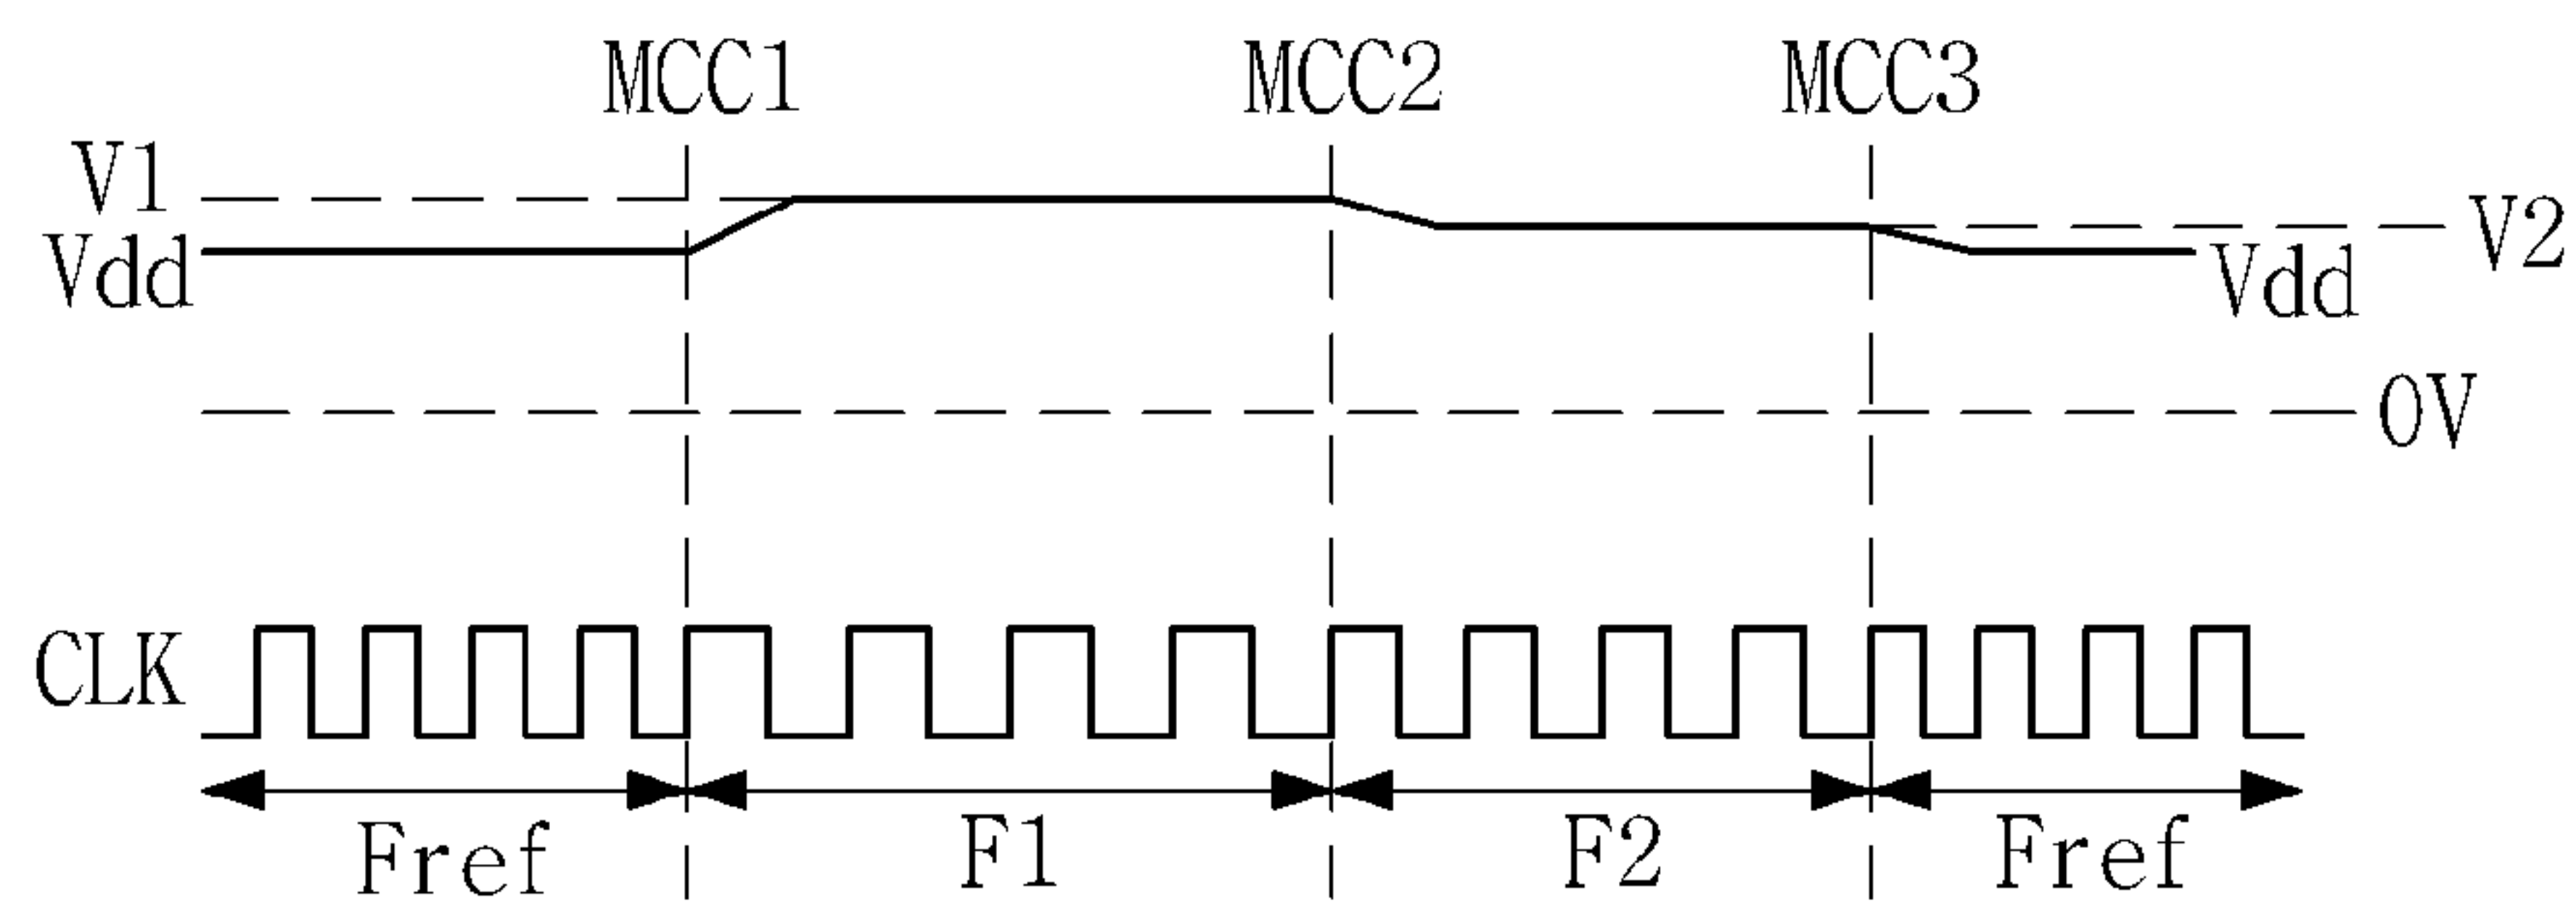 MCC1 MCC2 MCC3
V1
V2
Vdd
Vdd
0V
CLK
Fref F1 F2 Fref